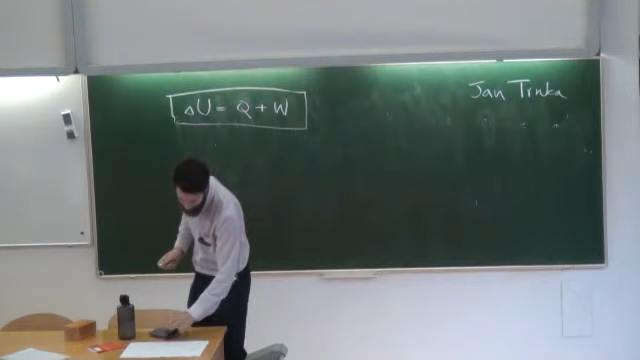 ΔU = Q + W
Jan Trnka